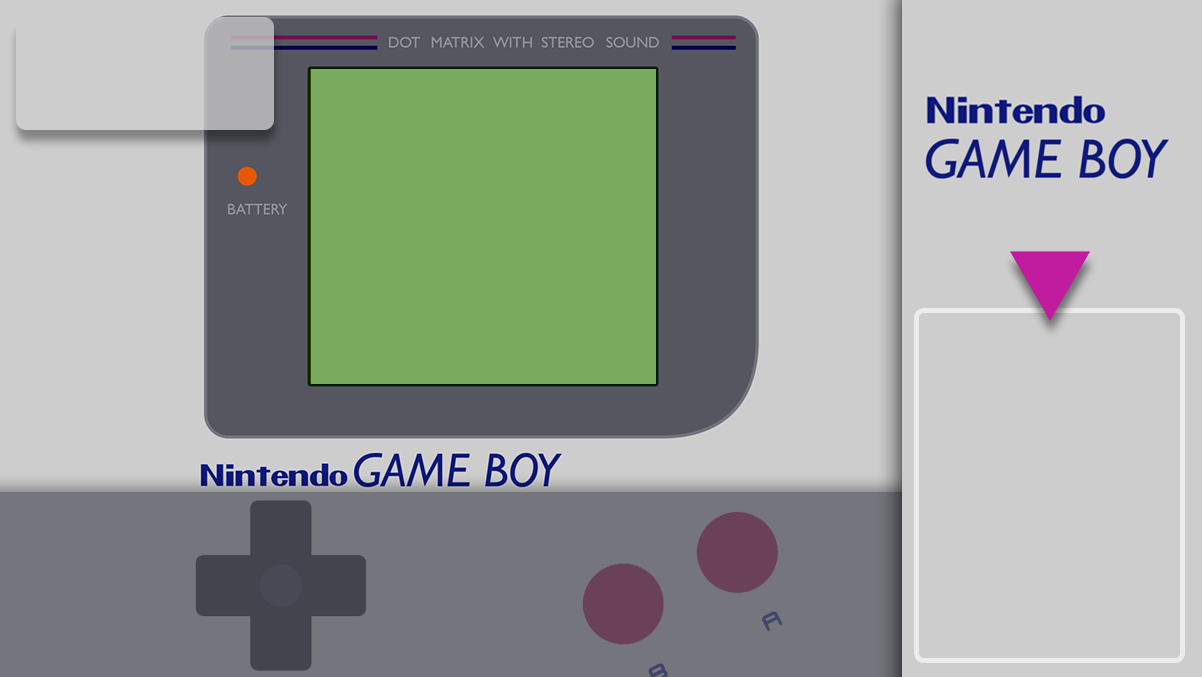 DOT MATRIX WITH STEREO SOUND
BATTERY
Nintendo GAME BOY
A
B
Nintendo
GAME BOY